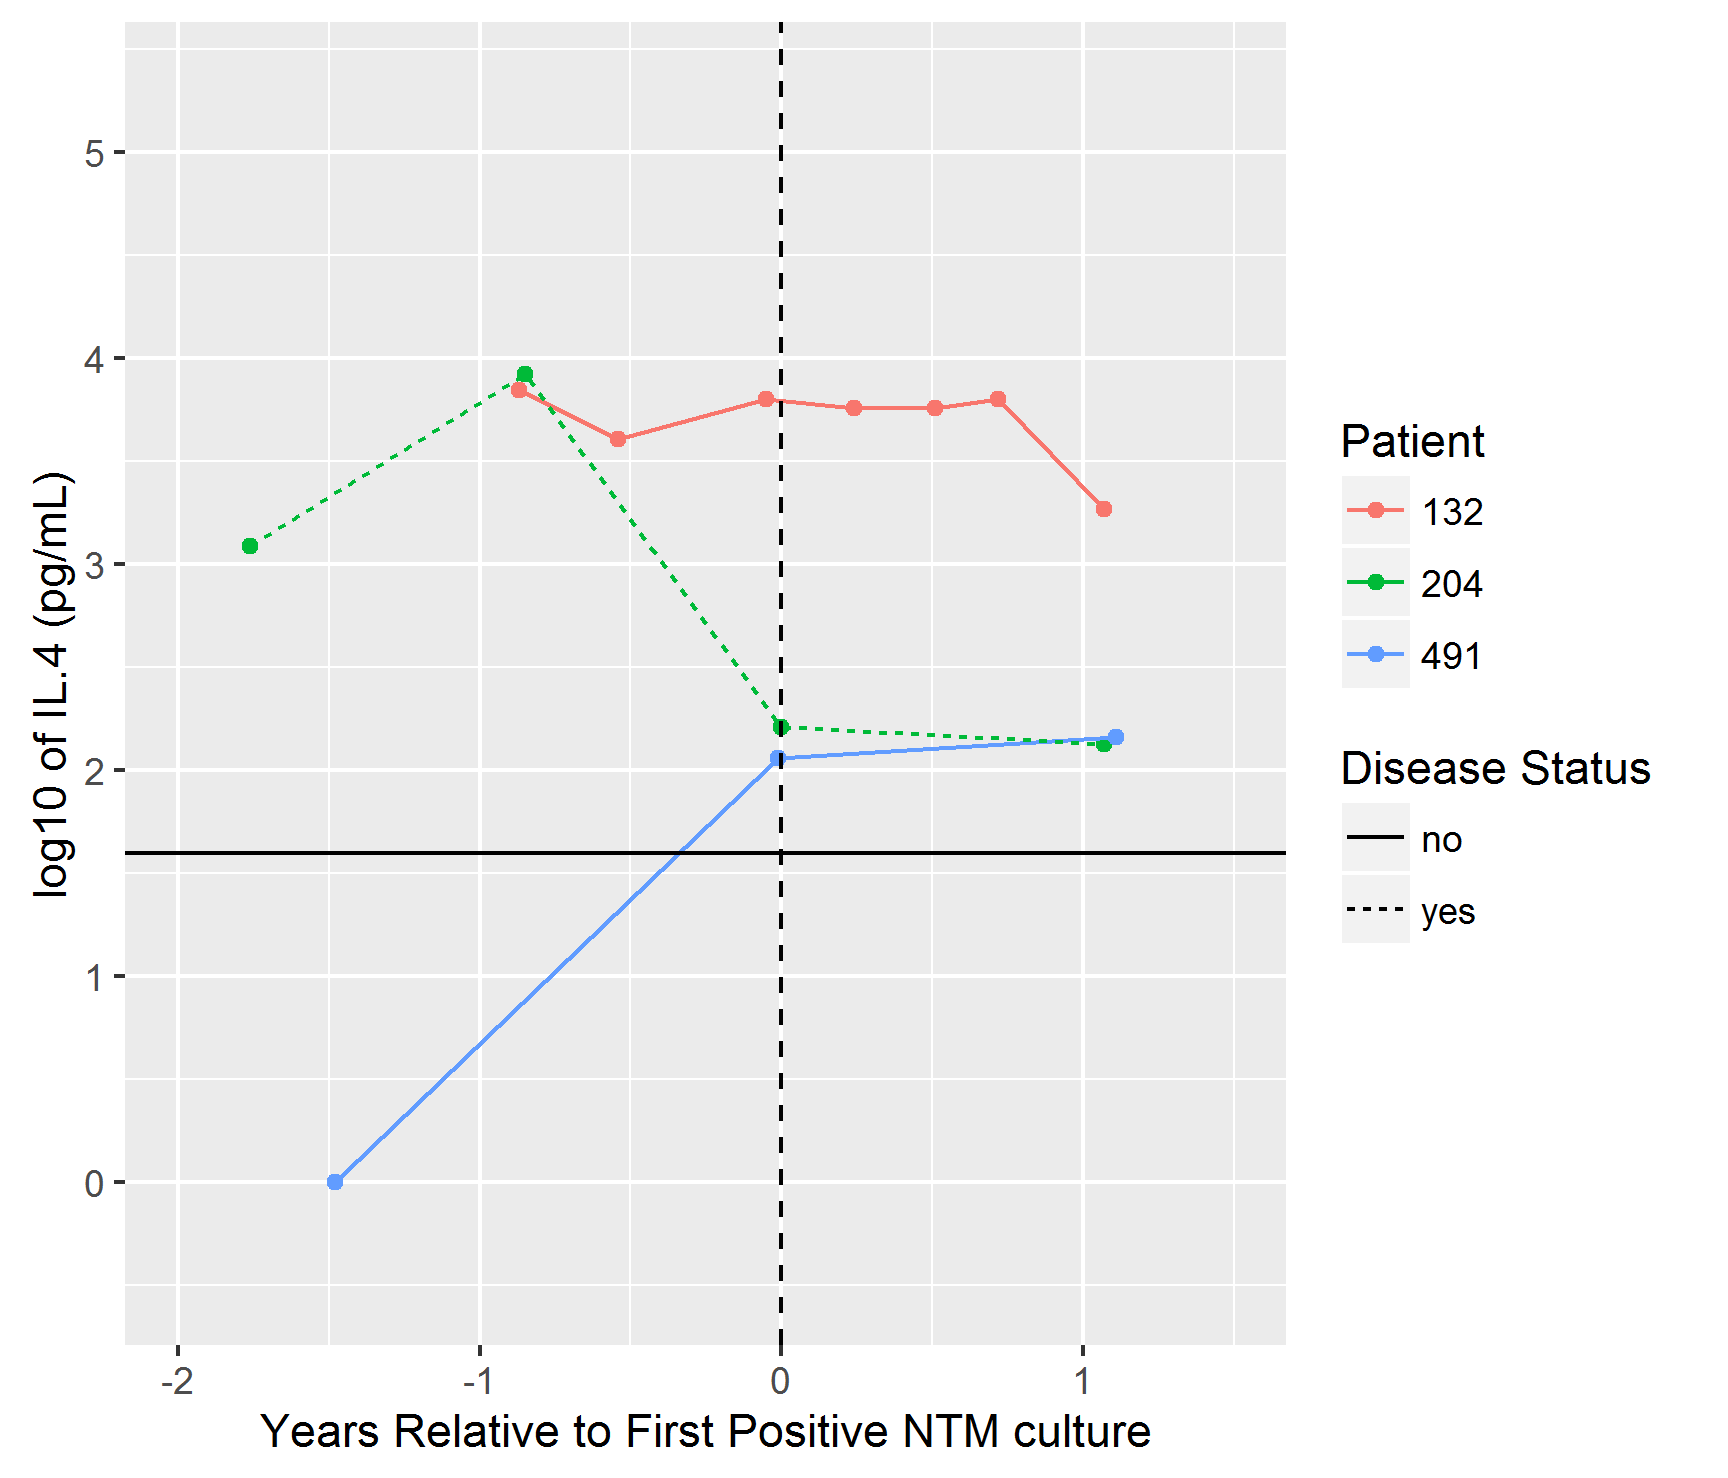 log10 of IL.4 (pg/mL)
5
4
3
2
1
0
-2
-1
0
1
Years Relative to First Positive NTM culture
Patient
132
204
491
Disease Status
no
yes